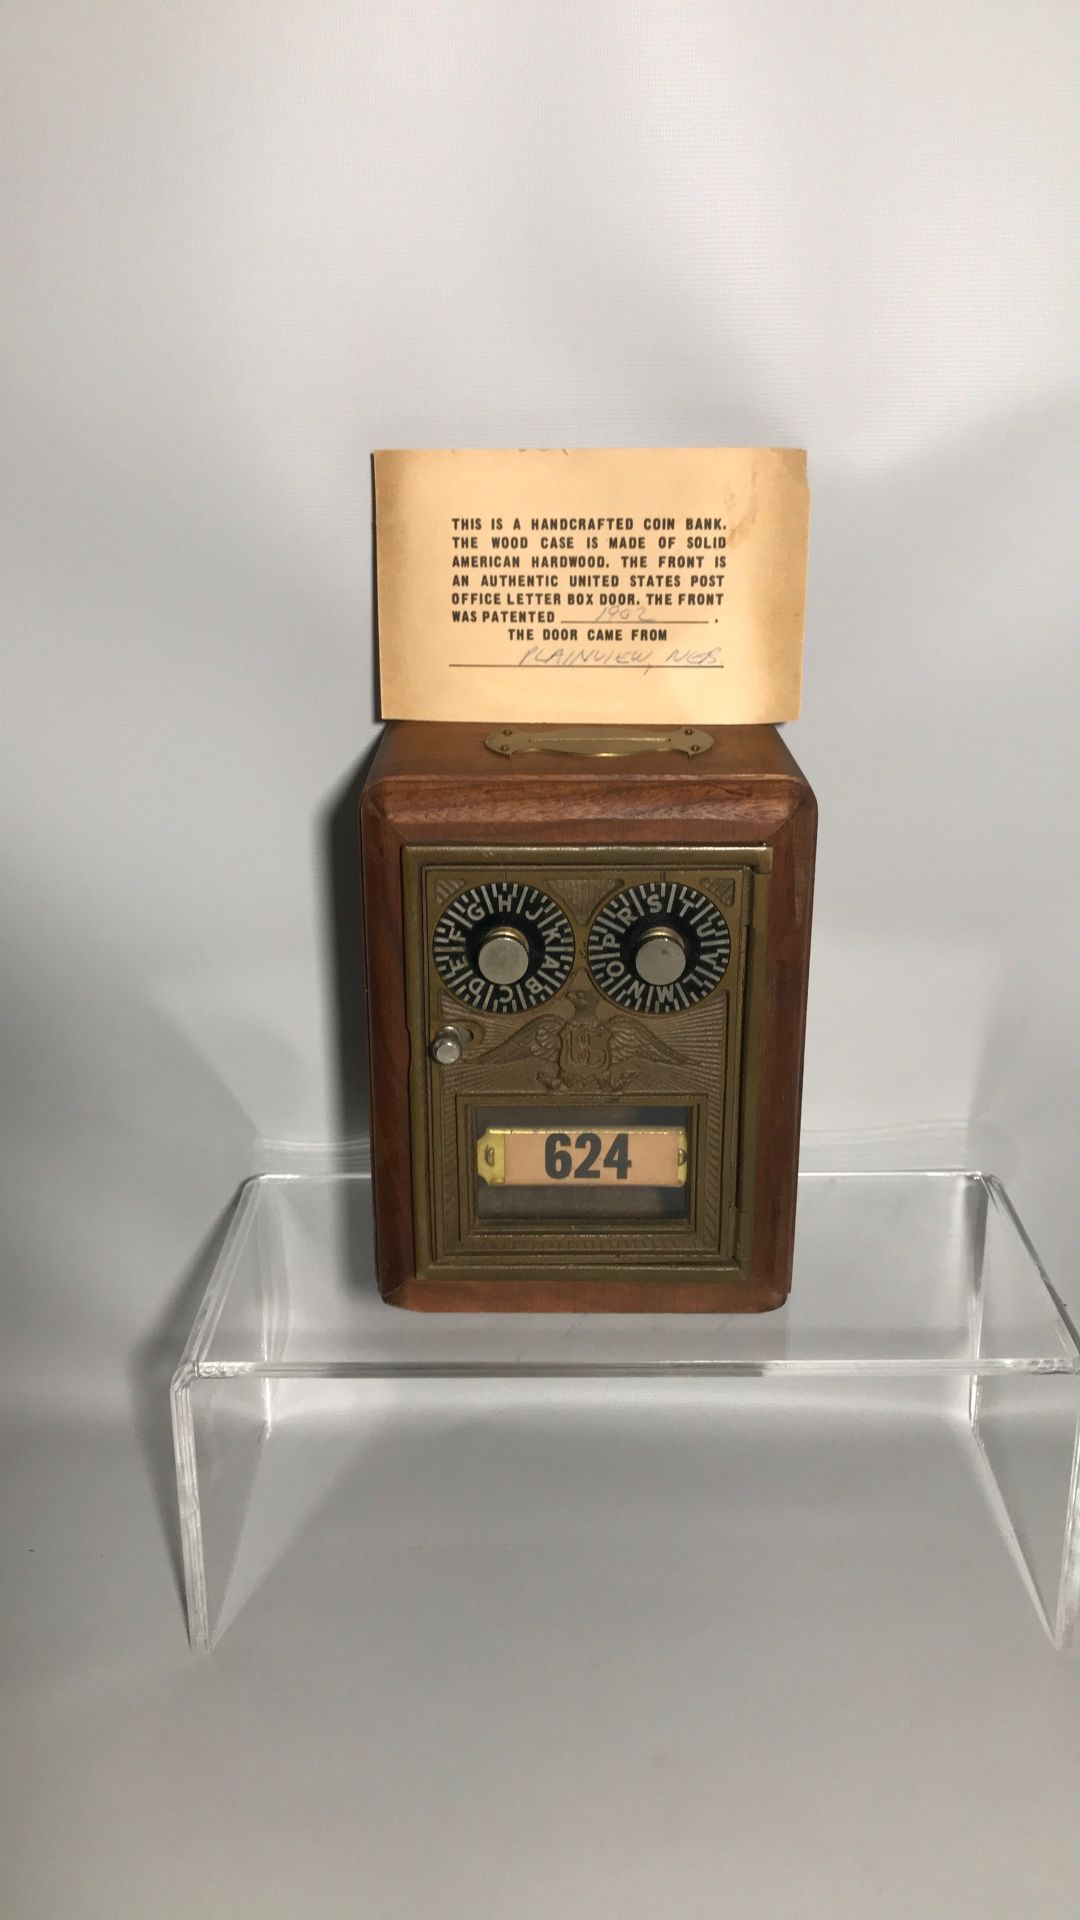 THIS IS A HANDCRAFTED COIN BANK.
THE WOOD CASE IS MADE OF SOLID
AMERICAN HARDWOOD. THE FRONT IS
AN AUTHENTIC UNITED STATES POST
OFFICE LETTER BOX DOOR. THE FRONT
WAS PATENTED 1902.
THE DOOR CAME FROM
PLAINVIEW, NEB.
A B C D E F G H J K
L M N O P R S T U V
US
624